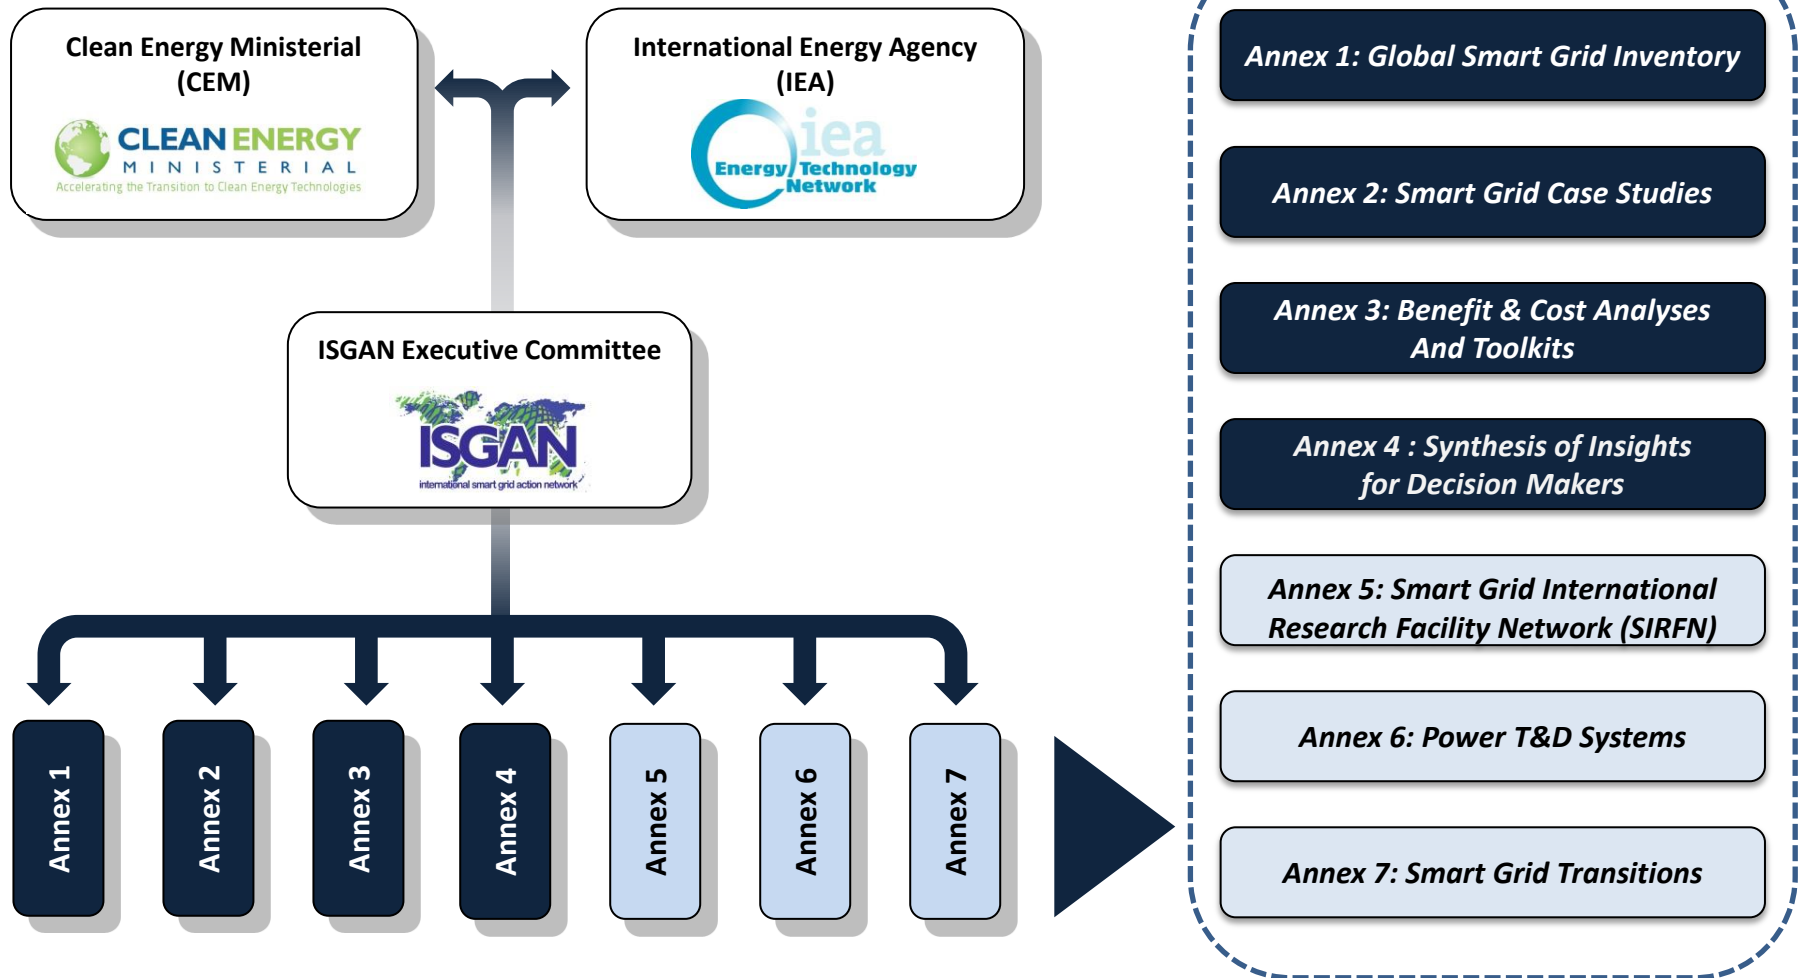 Clean Energy Ministerial
(CEM)
CLEAN ENERGY
MINISTERIAL
Accelerating the Transition to Clean Energy Technologies
International Energy Agency
(IEA)
iea
Energy Technology
Network
ISGAN Executive Committee
ISGAN
international smart grid action network
Annex 1
Annex 2
Annex 3
Annex 4
Annex 5
Annex 6
Annex 7
Annex 1: Global Smart Grid Inventory
Annex 2: Smart Grid Case Studies
Annex 3: Benefit & Cost Analyses
And Toolkits
Annex 4 : Synthesis of Insights
for Decision Makers
Annex 5: Smart Grid International
Research Facility Network (SIRFN)
Annex 6: Power T&D Systems
Annex 7: Smart Grid Transitions